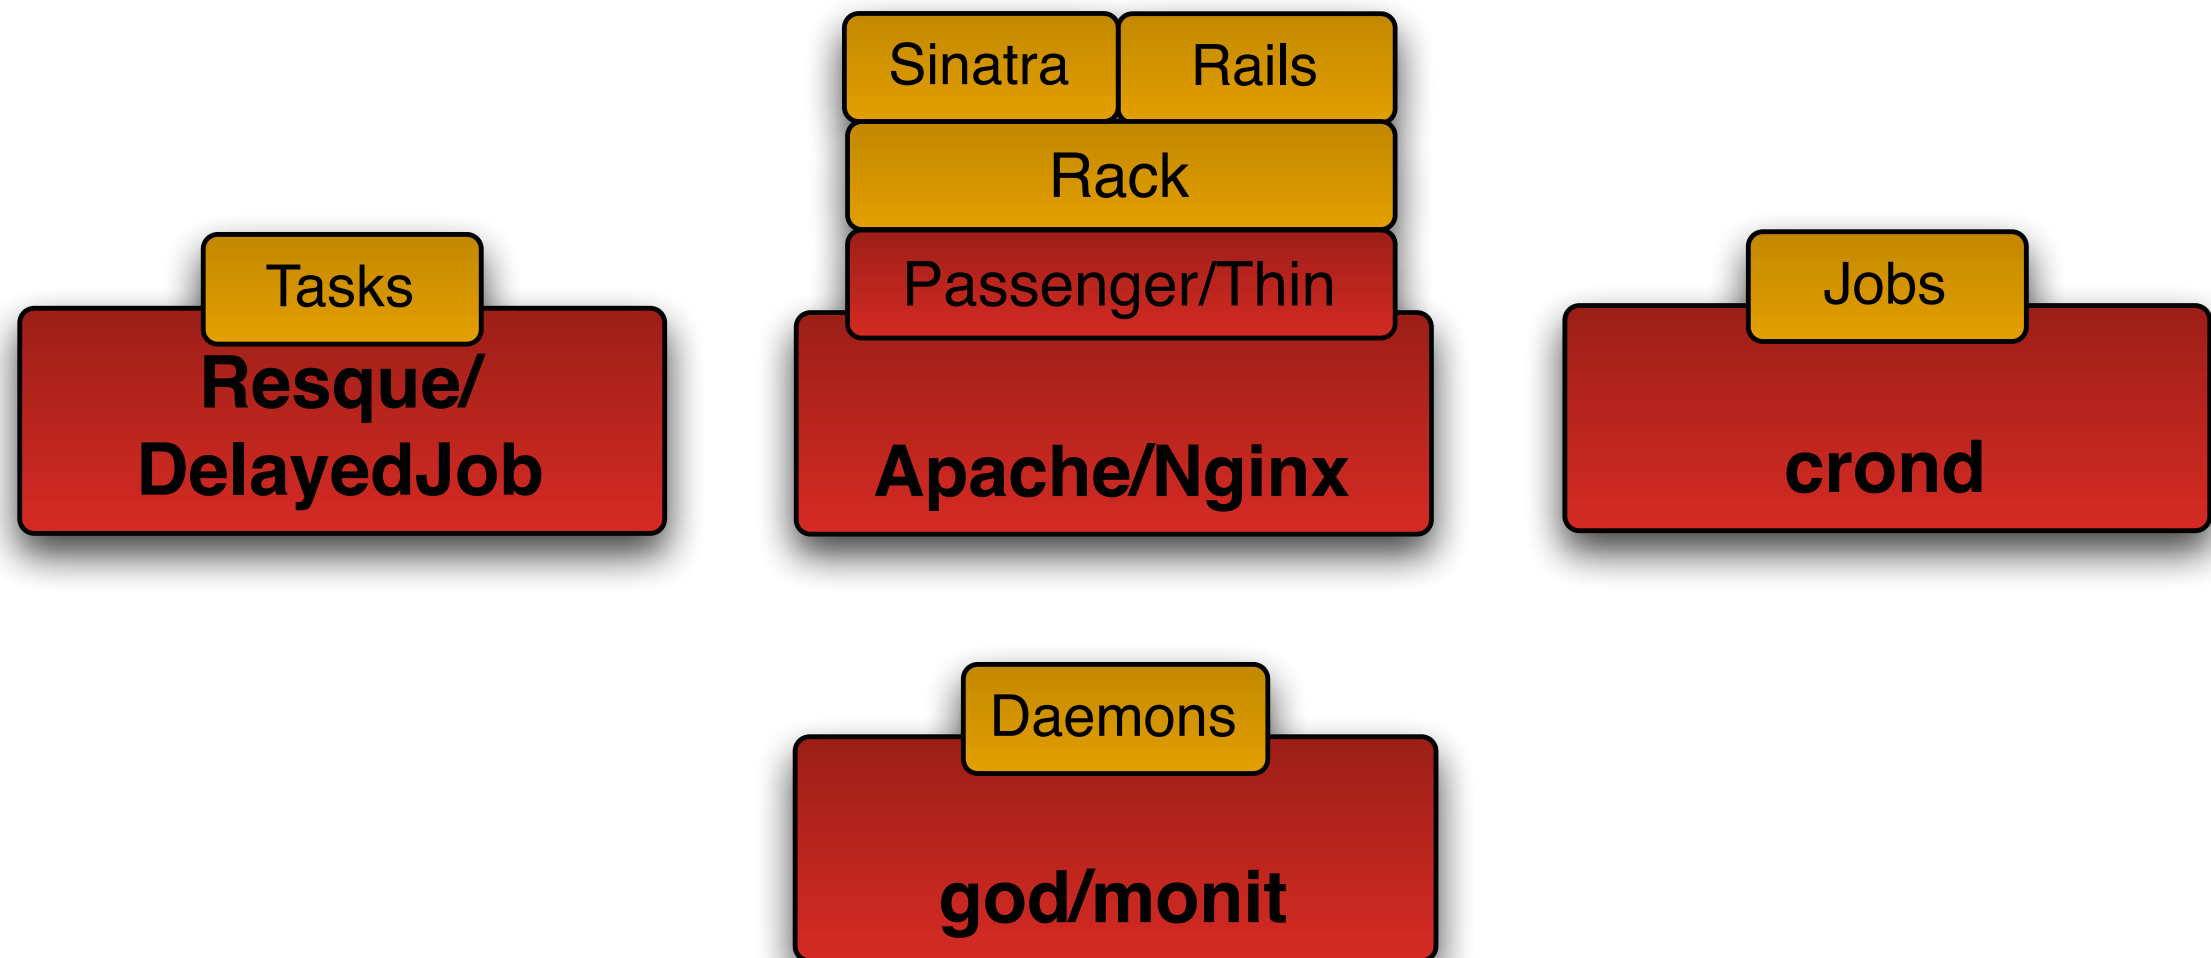 Sinatra
Rails
Rack
Passenger/Thin
Apache/Nginx
Tasks
Resque/
DelayedJob
Jobs
crond
Daemons
god/monit